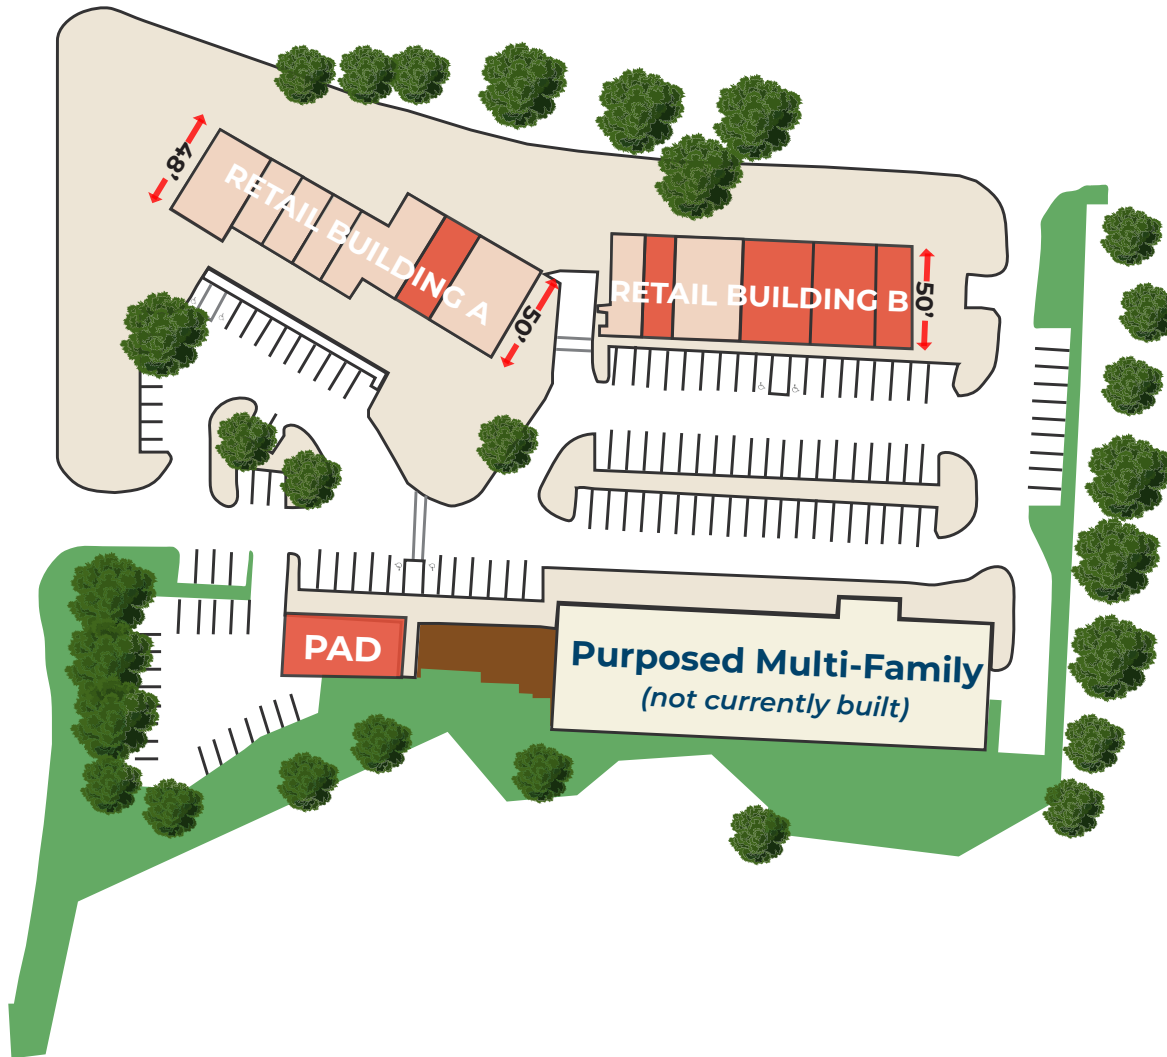 48’
RETAIL BUILDING A
50’
RETAIL BUILDING B
50’
PAD
Purposed Multi-Family
(not currently built)